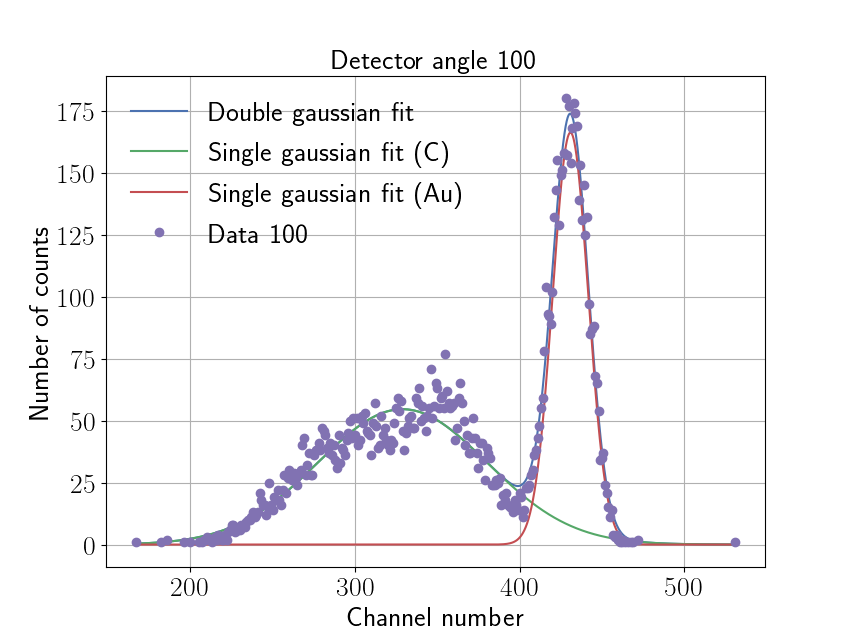 Detector angle 100
Double gaussian fit
Single gaussian fit (C)
Single gaussian fit (Au)
Data 100
Number of counts
175
150
125
100
75
50
25
0
200
300
400
500
Channel number